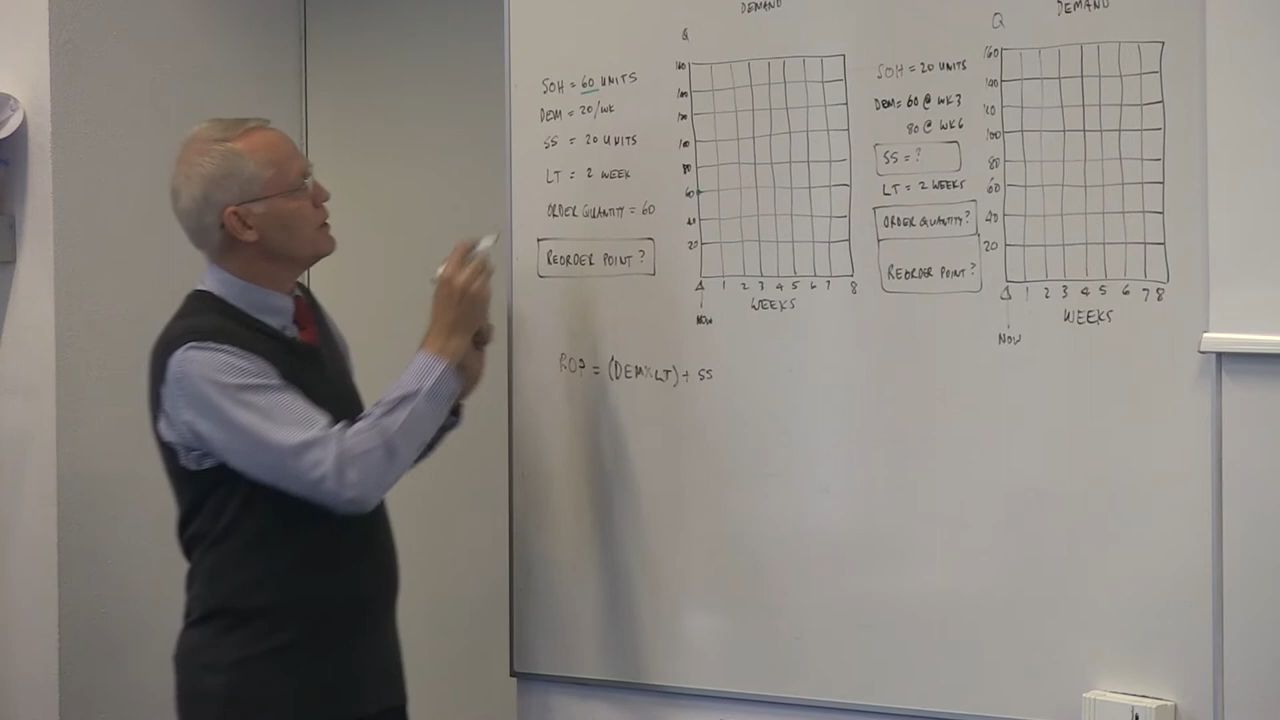 DEMAND
Q
SOH = 60 UNITS
DEM = 20/WK
SS = 20 UNITS
LT = 2 WEEK
ORDER QUANTITY = 60
REORDER POINT?
160
140
120
100
80
60
40
20
1 2 3 4 5 6 7 8
NOW
WEEKS
ROP = (DEM×LT) + SS
DEMAND
Q
SOH = 20 UNITS
DEM = 60 @ WK3
80 @ WK6
SS = ?
LT = 2 WEEKS
ORDER QUANTITY?
REORDER POINT?
160
140
120
100
80
60
40
20
1 2 3 4 5 6 7 8
NOW
WEEKS